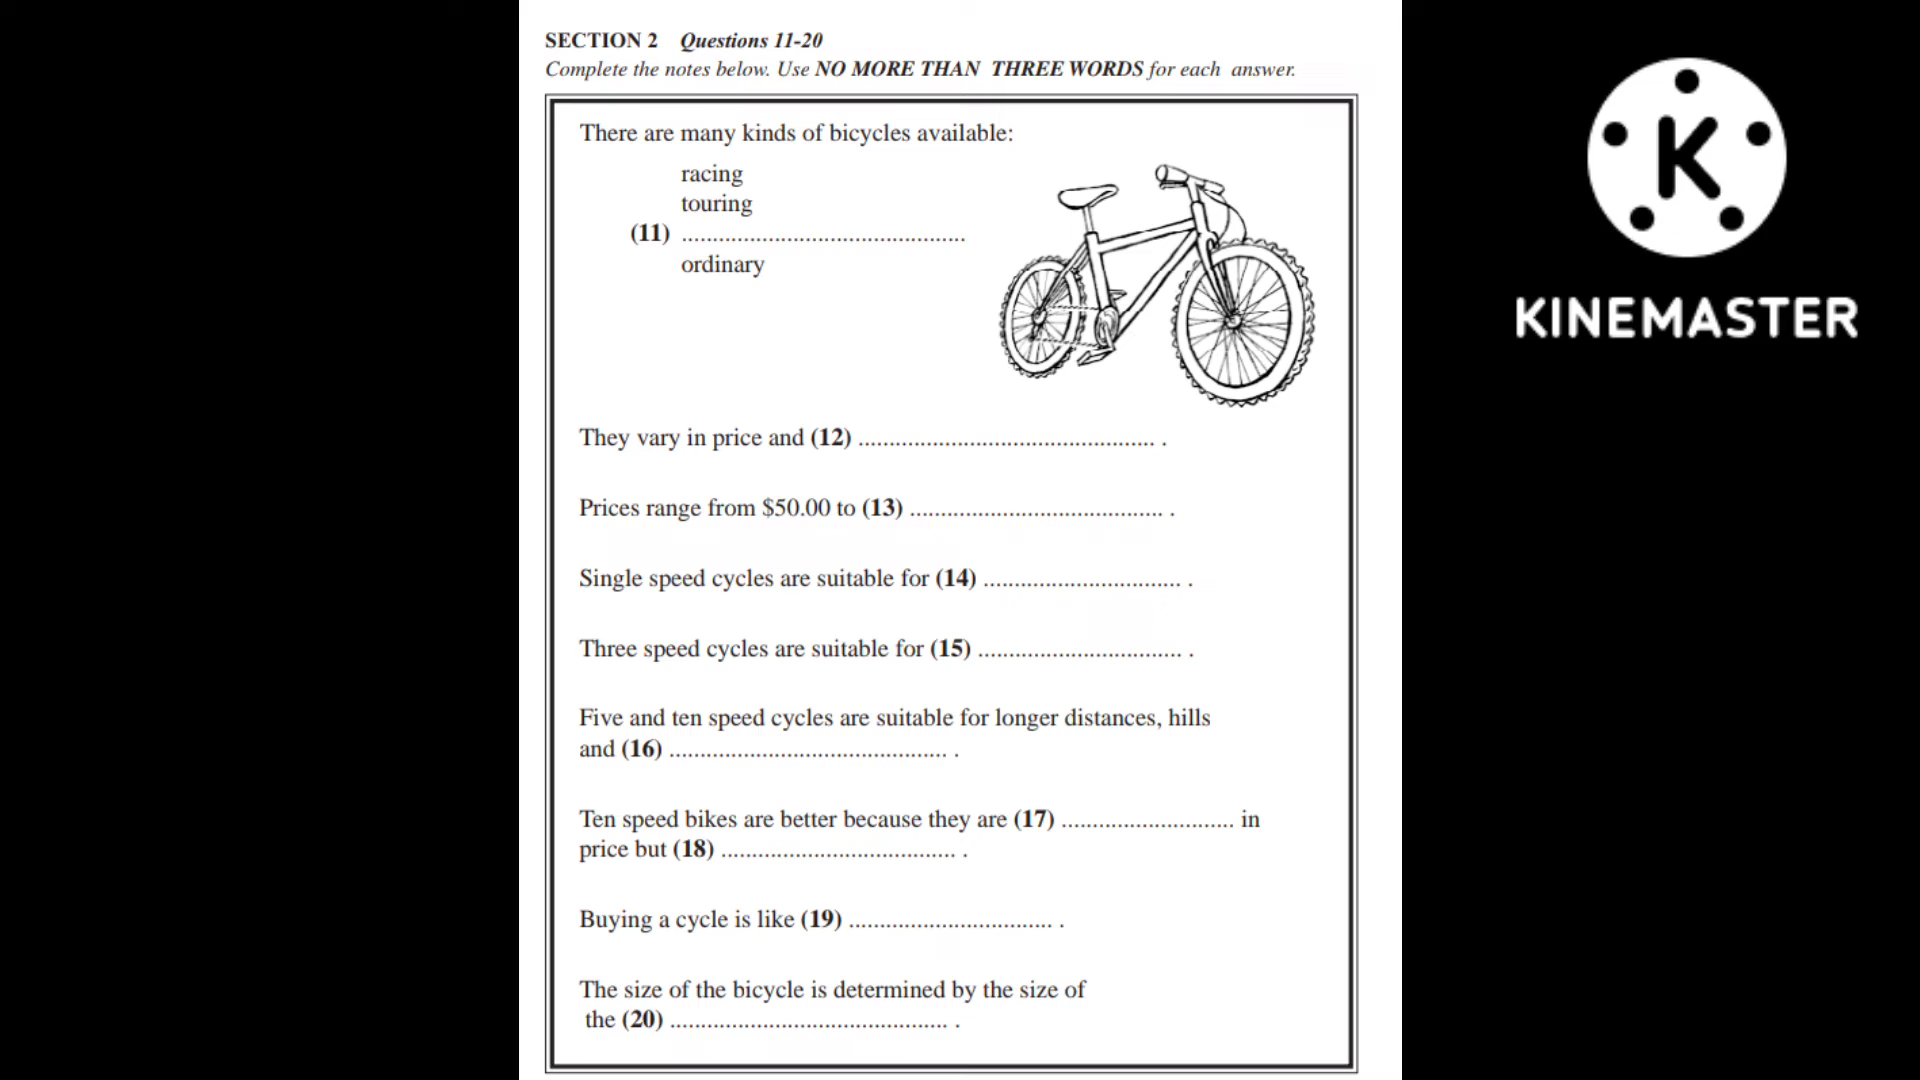 SECTION 2 Questions 11-20
Complete the notes below. Use NO MORE THAN THREE WORDS for each answer.
There are many kinds of bicycles available:
racing
touring
(11) ..............................................
ordinary
They vary in price and (12) ................................................ .
Prices range from $50.00 to (13) ......................................... .
Single speed cycles are suitable for (14) ................................ .
Three speed cycles are suitable for (15) ................................. .
Five and ten speed cycles are suitable for longer distances, hills
and (16) ............................................. .
Ten speed bikes are better because they are (17) ............................ in
price but (18) ...................................... .
Buying a cycle is like (19) ................................. .
The size of the bicycle is determined by the size of
the (20) ............................................. .
K
KINEMASTER